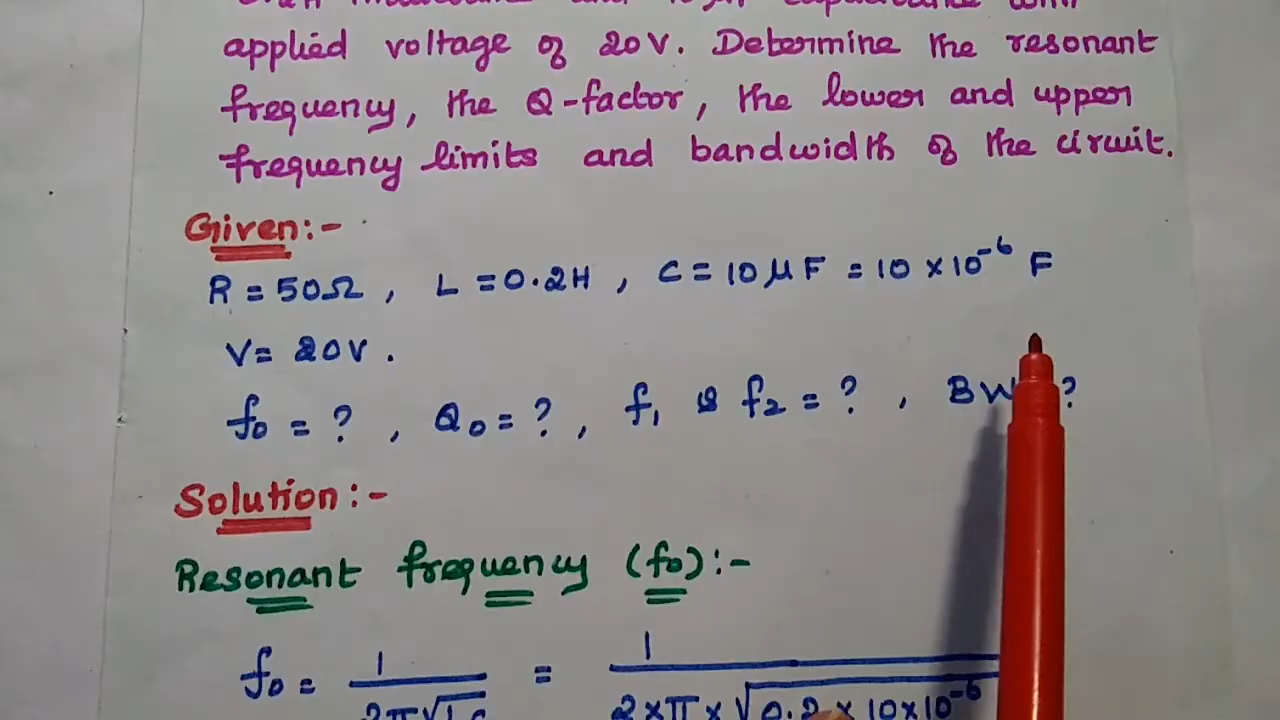 applied voltage of 20V. Determine the resonant
frequency, the Q-factor, the lower and upper
frequency limits and bandwidth of the circuit.
Given:-
R = 50Ω, L = 0.2H, C = 10 μF = 10 × 10⁻⁶ F
V = 20V.
f₀ = ?, Q₀ = ?, f₁ & f₂ = ?, BW ?
Solution:-
Resonant frequency (f₀):-
f₀ = 1 / 2π√LC = 1 / 2×π×√0.2 × 10×10⁻⁶